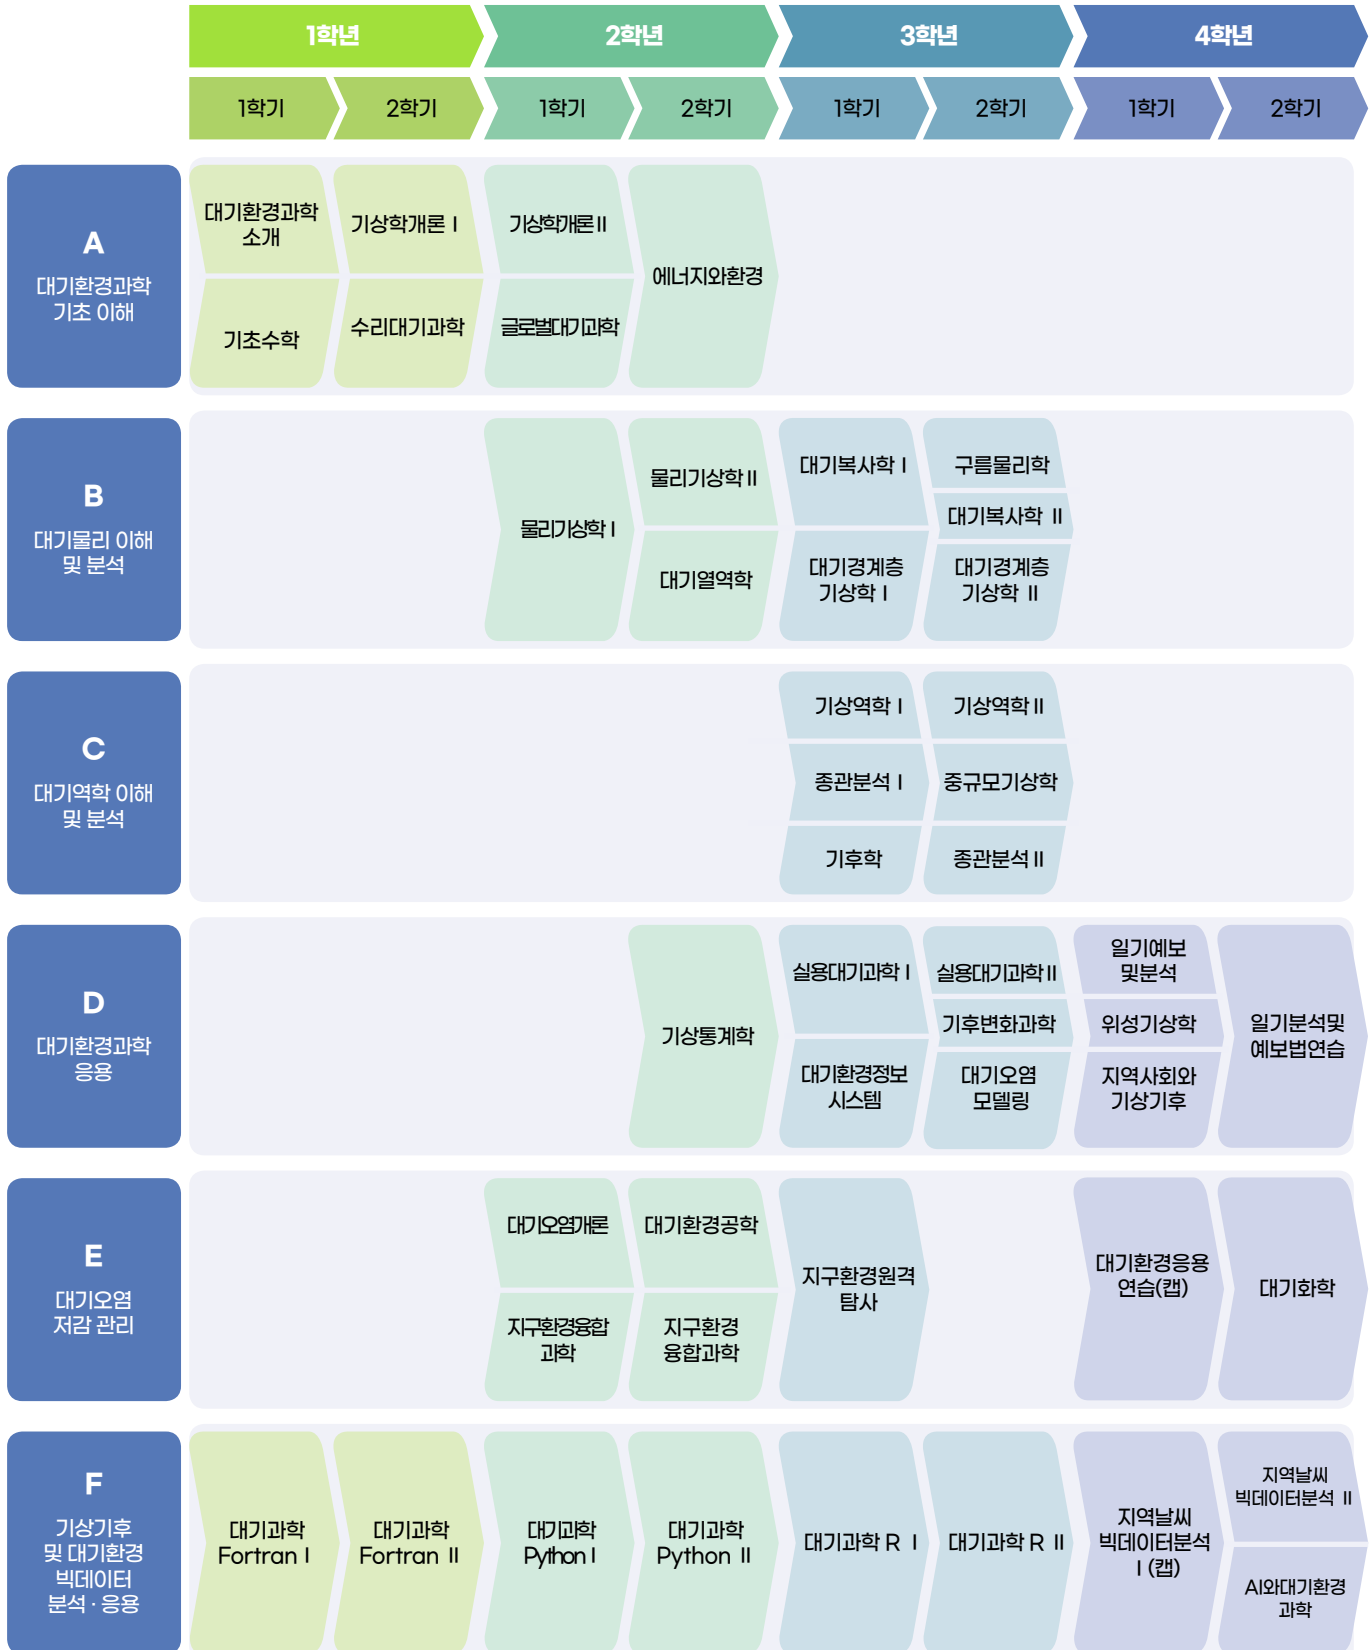 1학년
2학년
3학년
4학년
1학기
2학기
1학기
2학기
1학기
2학기
1학기
2학기
A
대기환경과학
기초 이해
대기환경과학
소개
기초수학
기상학개론 Ⅰ
수리대기과학
기상학개론 Ⅱ
글로벌대기과학
에너지와환경
B
대기물리 이해
및 분석
물리기상학 Ⅰ
물리기상학 Ⅱ
대기열역학
대기복사학 Ⅰ
대기경계층
기상학 Ⅰ
구름물리학
대기복사학 Ⅱ
대기경계층
기상학 Ⅱ
C
대기역학 이해
및 분석
기상역학 Ⅰ
종관분석 Ⅰ
기후학
기상역학 Ⅱ
중규모기상학
종관분석 Ⅱ
D
대기환경과학
응용
기상통계학
실용대기과학 Ⅰ
대기환경정보
시스템
실용대기과학 Ⅱ
기후변화과학
대기오염
모델링
일기예보
및분석
위성기상학
지역사회와
기상기후
일기분석및
예보법연습
E
대기오염
저감 관리
대기오염개론
지구환경융합
과학
대기환경공학
지구환경
융합과학
지구환경원격
탐사
대기환경응용
연습(캡)
대기화학
F
기상기후
및 대기환경
빅데이터
분석 · 응용
대기과학
Fortran Ⅰ
대기과학
Fortran Ⅱ
대기과학
Python Ⅰ
대기과학
Python Ⅱ
대기과학 R Ⅰ
대기과학 R Ⅱ
지역날씨
빅데이터분석
Ⅰ (캡)
지역날씨
빅데이터분석 Ⅱ
AI와대기환경
과학